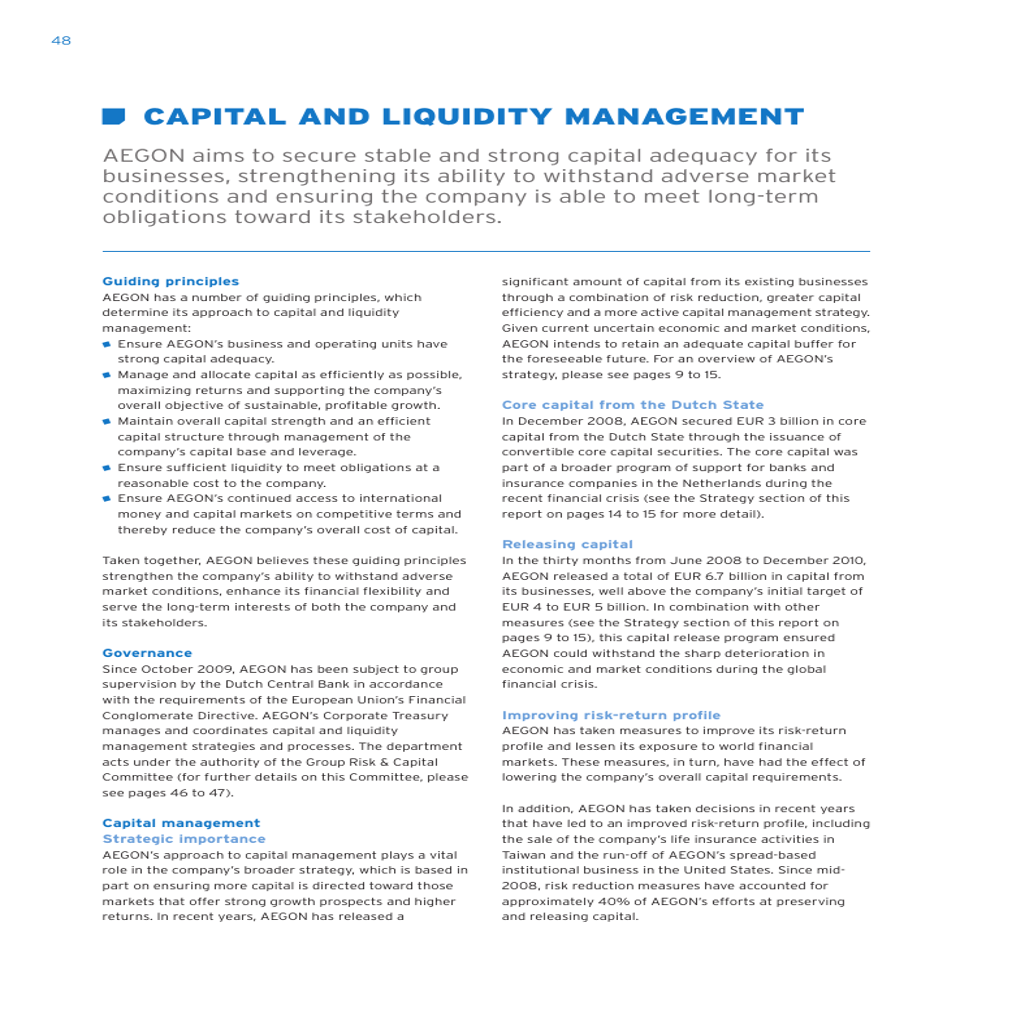 48
CAPITAL AND LIQUIDITY MANAGEMENT
AEGON aims to secure stable and strong capital adequacy for its
businesses, strengthening its ability to withstand adverse market
conditions and ensuring the company is able to meet long-term
obligations toward its stakeholders.
Guiding principles
AEGON has a number of guiding principles, which
determine its approach to capital and liquidity
management:
Ensure AEGON's business and operating units have
strong capital adequacy.
Manage and allocate capital as efficiently as possible,
maximizing returns and supporting the company's
overall objective of sustainable, profitable growth.
Maintain overall capital strength and an efficient
capital structure through management of the
company's capital base and leverage.
Ensure sufficient liquidity to meet obligations at a
reasonable cost to the company.
Ensure AEGON's continued access to international
money and capital markets on competitive terms and
thereby reduce the company's overall cost of capital.
Taken together, AEGON believes these guiding principles
strengthen the company's ability to withstand adverse
market conditions, enhance its financial flexibility and
serve the long-term interests of both the company and
its stakeholders.
Governance
Since October 2009, AEGON has been subject to group
supervision by the Dutch Central Bank in accordance
with the requirements of the European Union's Financial
Conglomerate Directive. AEGON's Corporate Treasury
manages and coordinates capital and liquidity
management strategies and processes. The department
acts under the authority of the Group Risk & Capital
Committee (for further details on this Committee, please
see pages 46 to 47).
Capital management
Strategic importance
AEGON's approach to capital management plays a vital
role in the company's broader strategy, which is based in
part on ensuring more capital is directed toward those
markets that offer strong growth prospects and higher
returns. In recent years, AEGON has released a
significant amount of capital from its existing businesses
through a combination of risk reduction, greater capital
efficiency and a more active capital management strategy.
Given current uncertain economic and market conditions,
AEGON intends to retain an adequate capital buffer for
the foreseeable future. For an overview of AEGON's
strategy, please see pages 9 to 15.
Core capital from the Dutch State
In December 2008, AEGON secured EUR 3 billion in core
capital from the Dutch State through the issuance of
convertible core capital securities. The core capital was
part of a broader program of support for banks and
insurance companies in the Netherlands during the
recent financial crisis (see the Strategy section of this
report on pages 14 to 15 for more detail).
Releasing capital
In the thirty months from June 2008 to December 2010,
AEGON released a total of EUR 6.7 billion in capital from
its businesses, well above the company's initial target of
EUR 4 to EUR 5 billion. In combination with other
measures (see the Strategy section of this report on
pages 9 to 15), this capital release program ensured
AEGON could withstand the sharp deterioration in
economic and market conditions during the global
financial crisis.
Improving risk-return profile
AEGON has taken measures to improve its risk-return
profile and lessen its exposure to world financial
markets. These measures, in turn, have had the effect of
lowering the company's overall capital requirements.
In addition, AEGON has taken decisions in recent years
that have led to an improved risk-return profile, including
the sale of the company's life insurance activities in
Taiwan and the run-off of AEGON's spread-based
institutional business in the United States. Since mid-
2008, risk reduction measures have accounted for
approximately 40% of AEGON's efforts at preserving
and releasing capital.